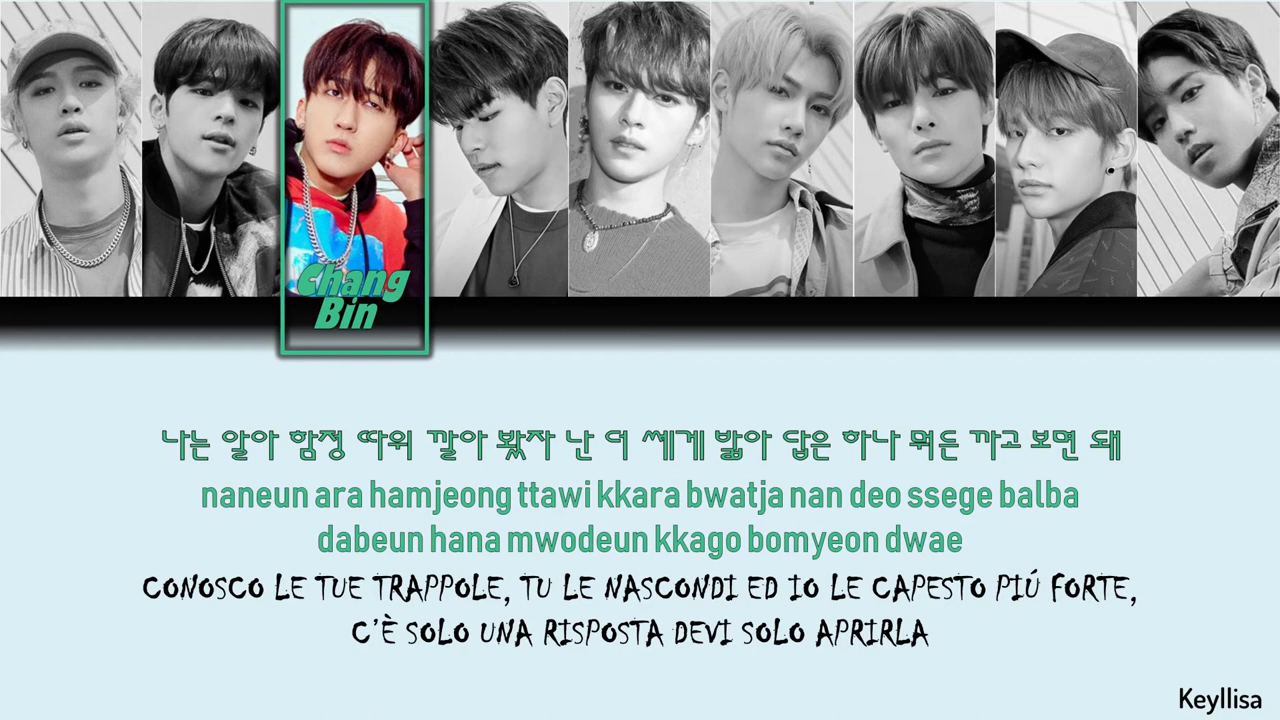 Chang
Bin
나는 알아 함정 따위 깔아 봤자 난 더 쎄게 밟아 답은 하나 뭐든 까고 보면 돼
naneun ara hamjeong ttawi kkara bwatja nan deo ssege balba
dabeun hana mwodeun kkago bomyeon dwae
CONOSCO LE TUE TRAPPOLE, TU LE NASCONDI ED IO LE CAPESTO PIÚ FORTE,
C'È SOLO UNA RISPOSTA DEVI SOLO APRIRLA
Keyllisa